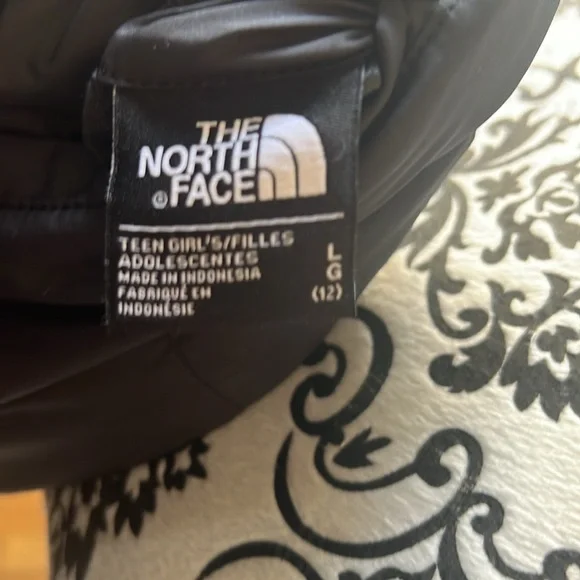 THE
NORTH
® FACE
TEEN GIRL'S/FILLES
ADOLESCENTES
MADE IN INDONESIA
FABRIQUÉ EN
INDONÉSIE
L
G
(12)